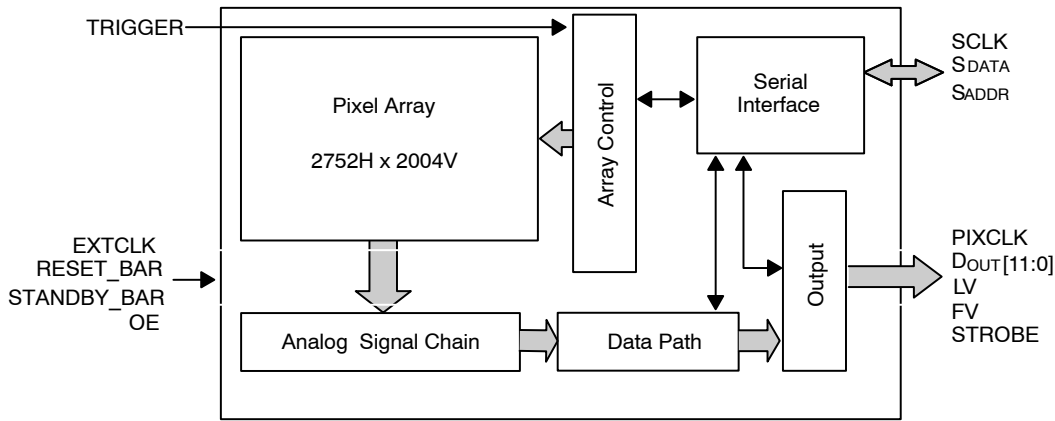 TRIGGER
Pixel Array
2752H x 2004V
Array Control
Serial
Interface
SCLK
SDATA
SADDR
EXTCLK
RESET_BAR
STANDBY_BAR
OE
Analog Signal Chain
Data Path
Output
PIXCLK
DOUT[11:0]
LV
FV
STROBE